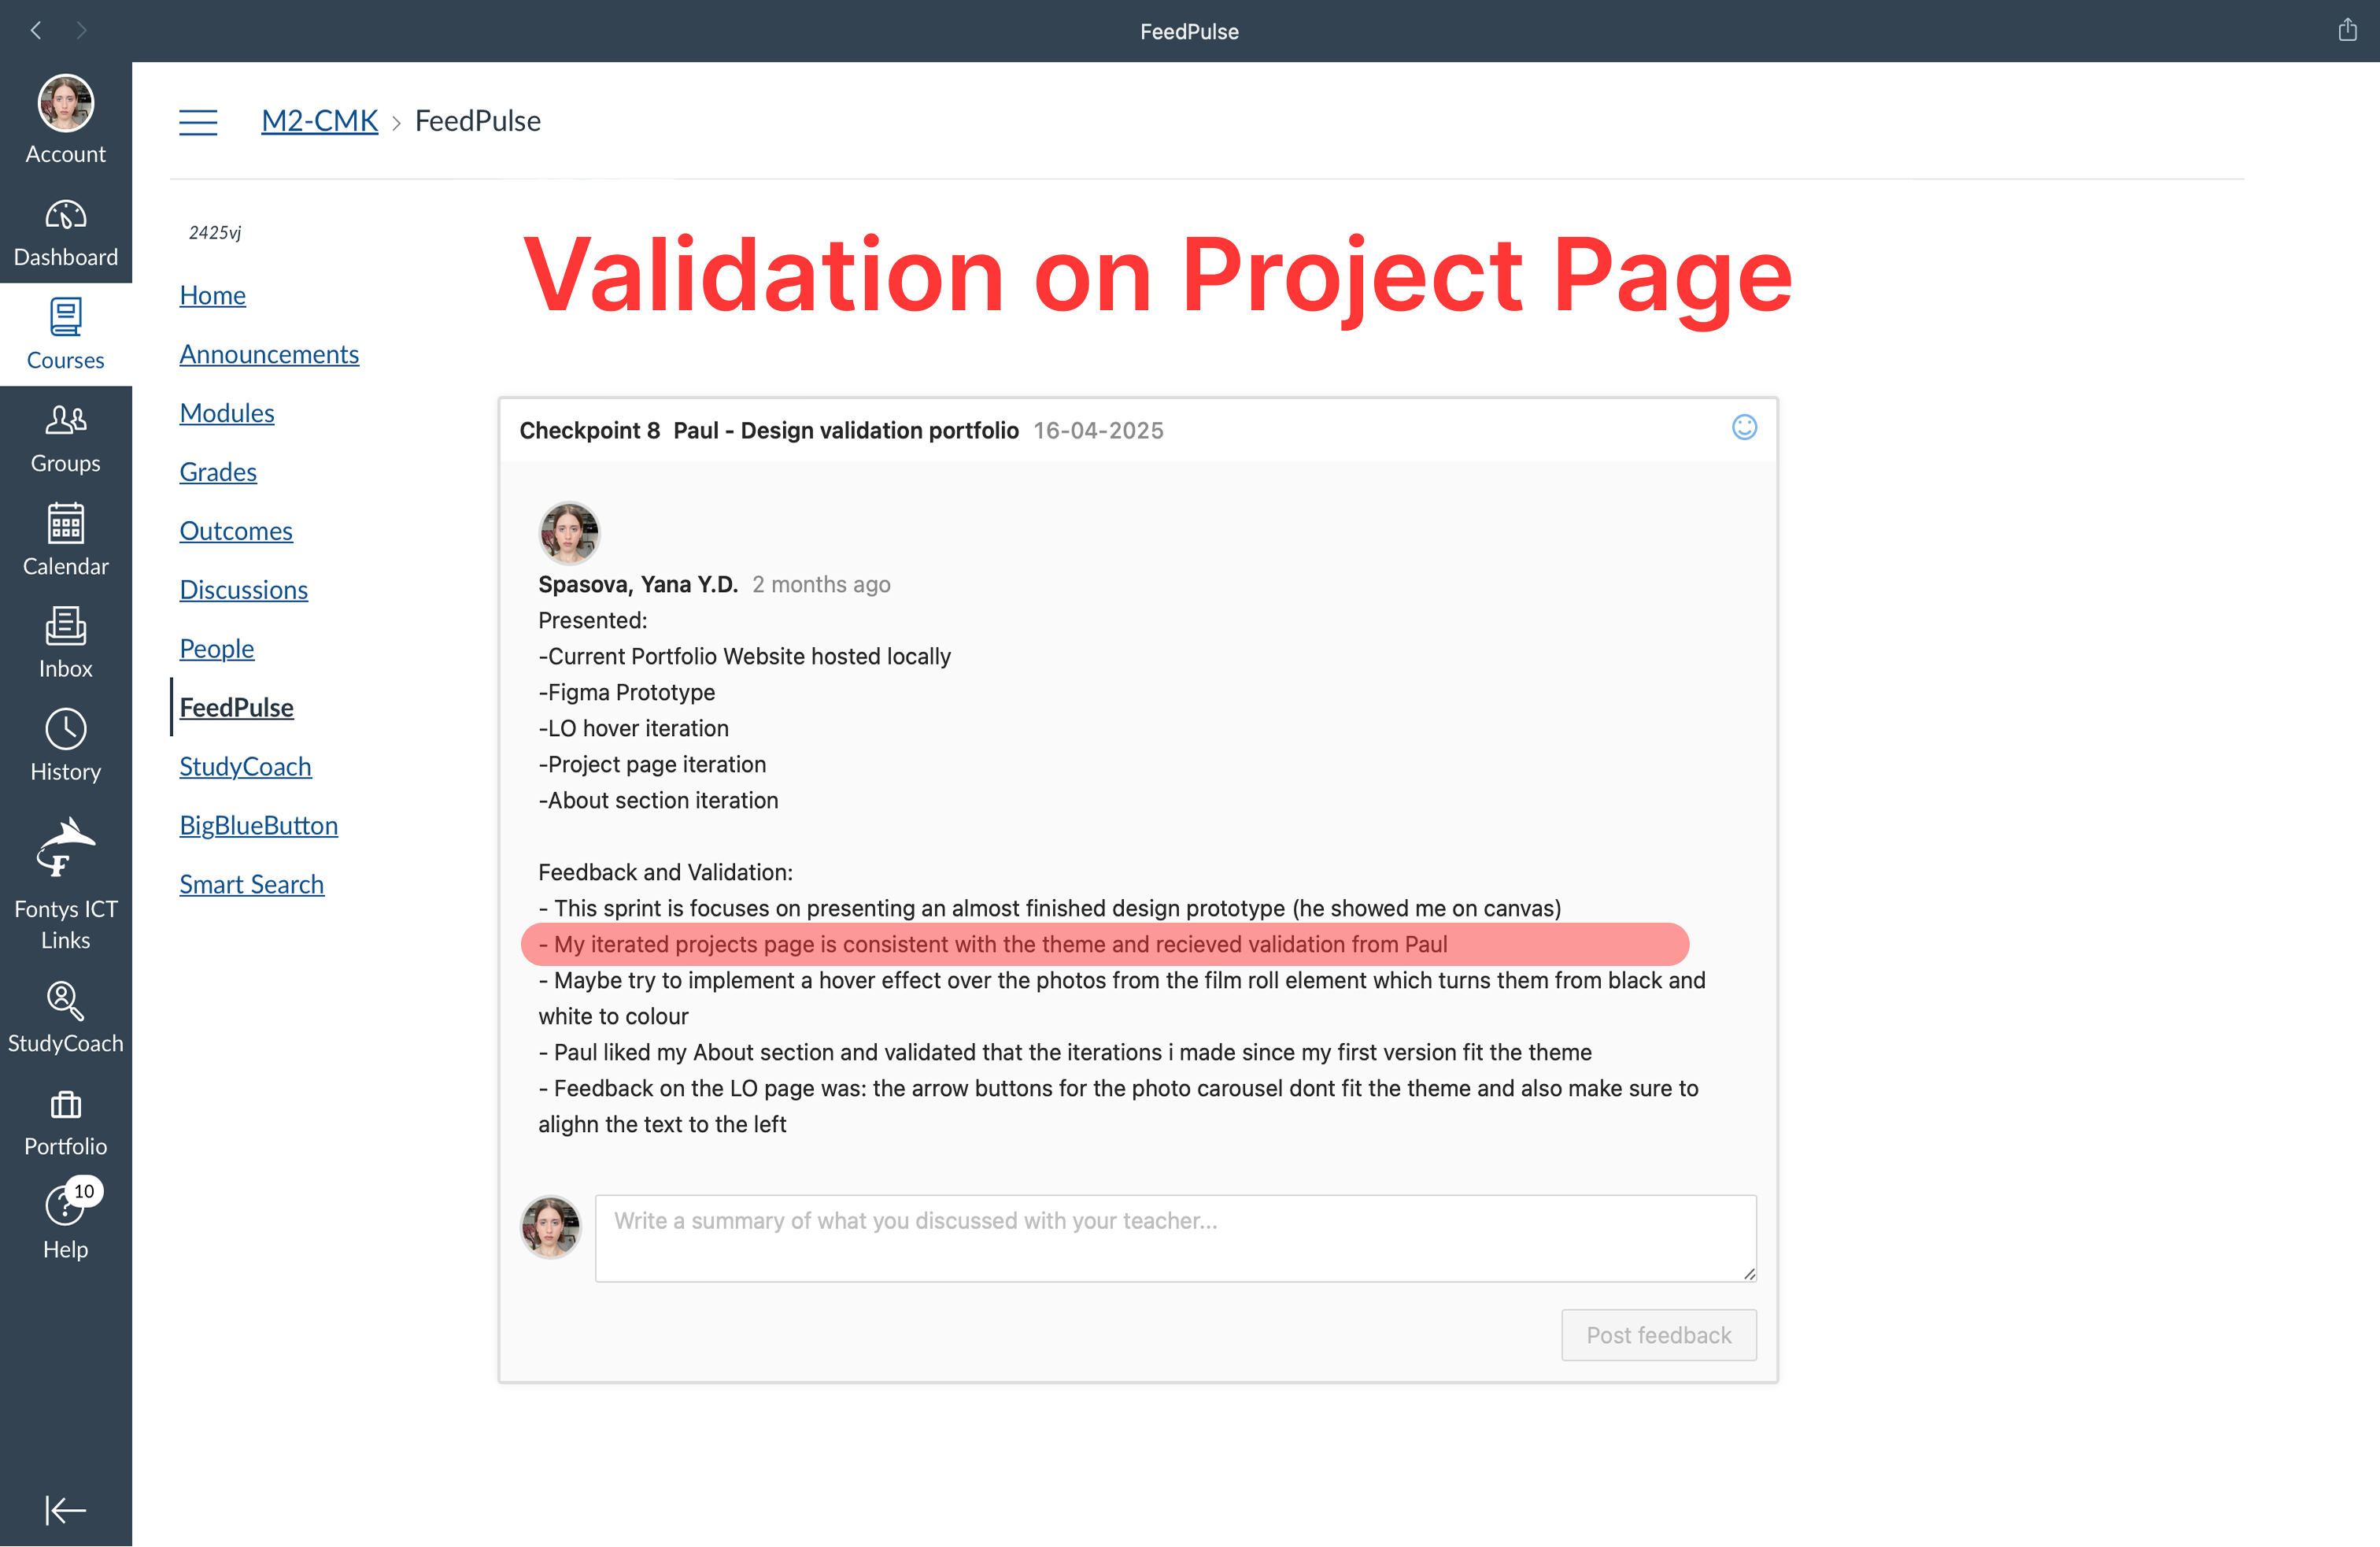 FeedPulse
Account
Dashboard
Courses
Groups
Calendar
Inbox
History
Fontys ICT
Links
StudyCoach
Portfolio
10
Help
M2-CMK > FeedPulse
2425vj
Home
Announcements
Modules
Grades
Outcomes
Discussions
People
FeedPulse
StudyCoach
BigBlueButton
Smart Search
Validation on Project Page
Checkpoint 8 Paul - Design validation portfolio 16-04-2025
Spasova, Yana Y.D. 2 months ago
Presented:
-Current Portfolio Website hosted locally
-Figma Prototype
-LO hover iteration
-Project page iteration
-About section iteration
Feedback and Validation:
- This sprint is focuses on presenting an almost finished design prototype (he showed me on canvas)
- My iterated projects page is consistent with the theme and recieved validation from Paul
- Maybe try to implement a hover effect over the photos from the film roll element which turns them from black and
white to colour
- Paul liked my About section and validated that the iterations i made since my first version fit the theme
- Feedback on the LO page was: the arrow buttons for the photo carousel dont fit the theme and also make sure to
alighn the text to the left
Write a summary of what you discussed with your teacher...
Post feedback